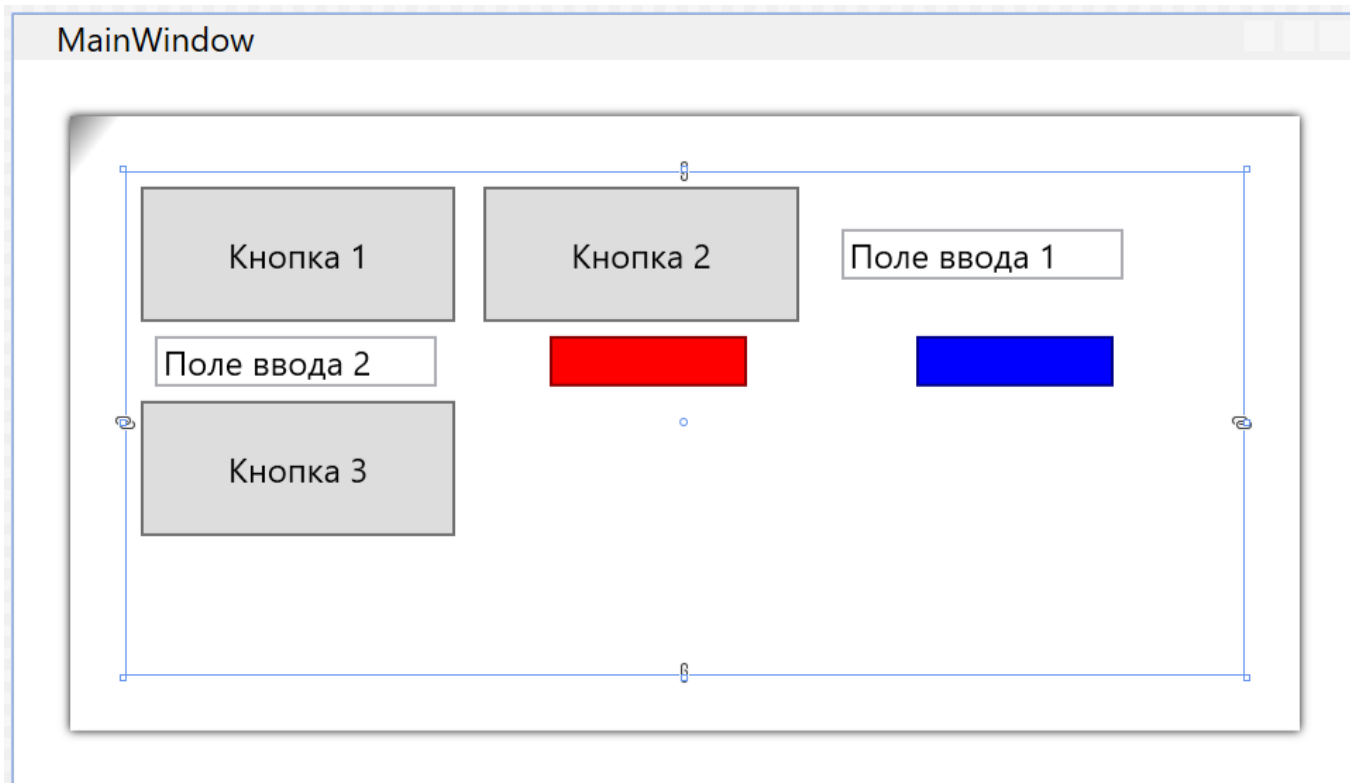 MainWindow
Кнопка 1
Кнопка 2
Поле ввода 1
Поле ввода 2
Кнопка 3